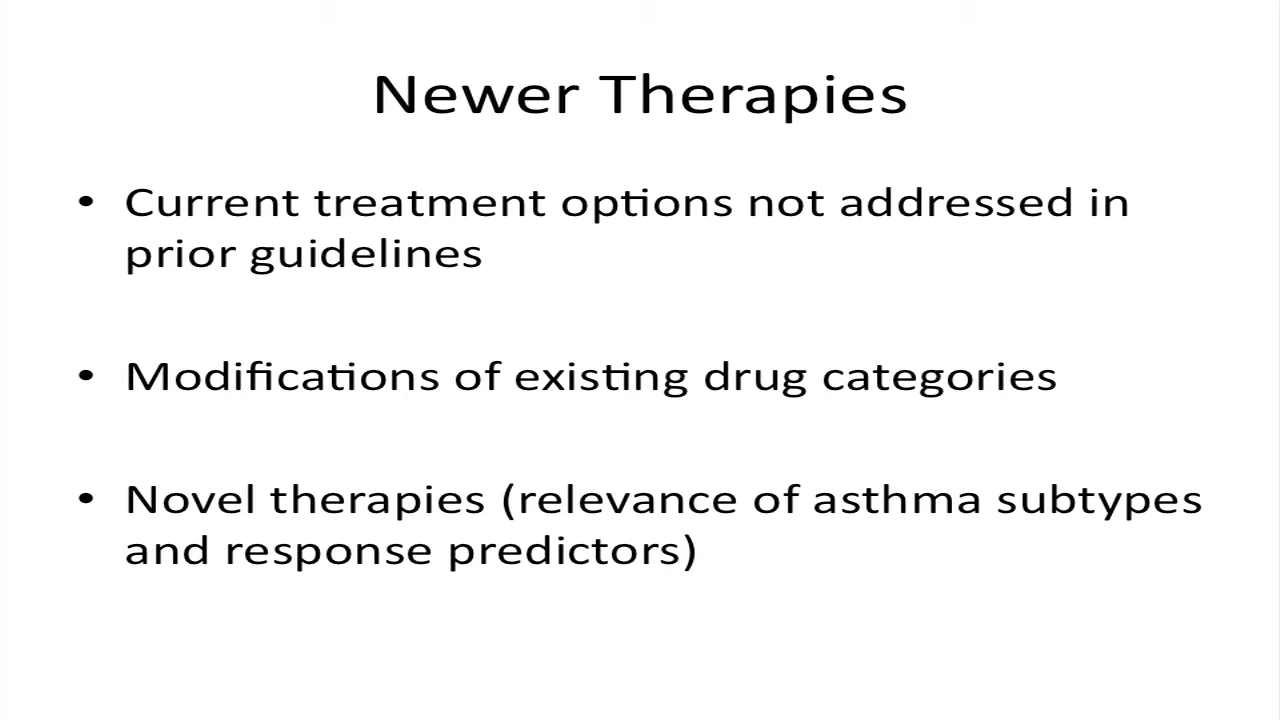 Newer Therapies
• Current treatment options not addressed in
prior guidelines
• Modifications of existing drug categories
• Novel therapies (relevance of asthma subtypes
and response predictors)